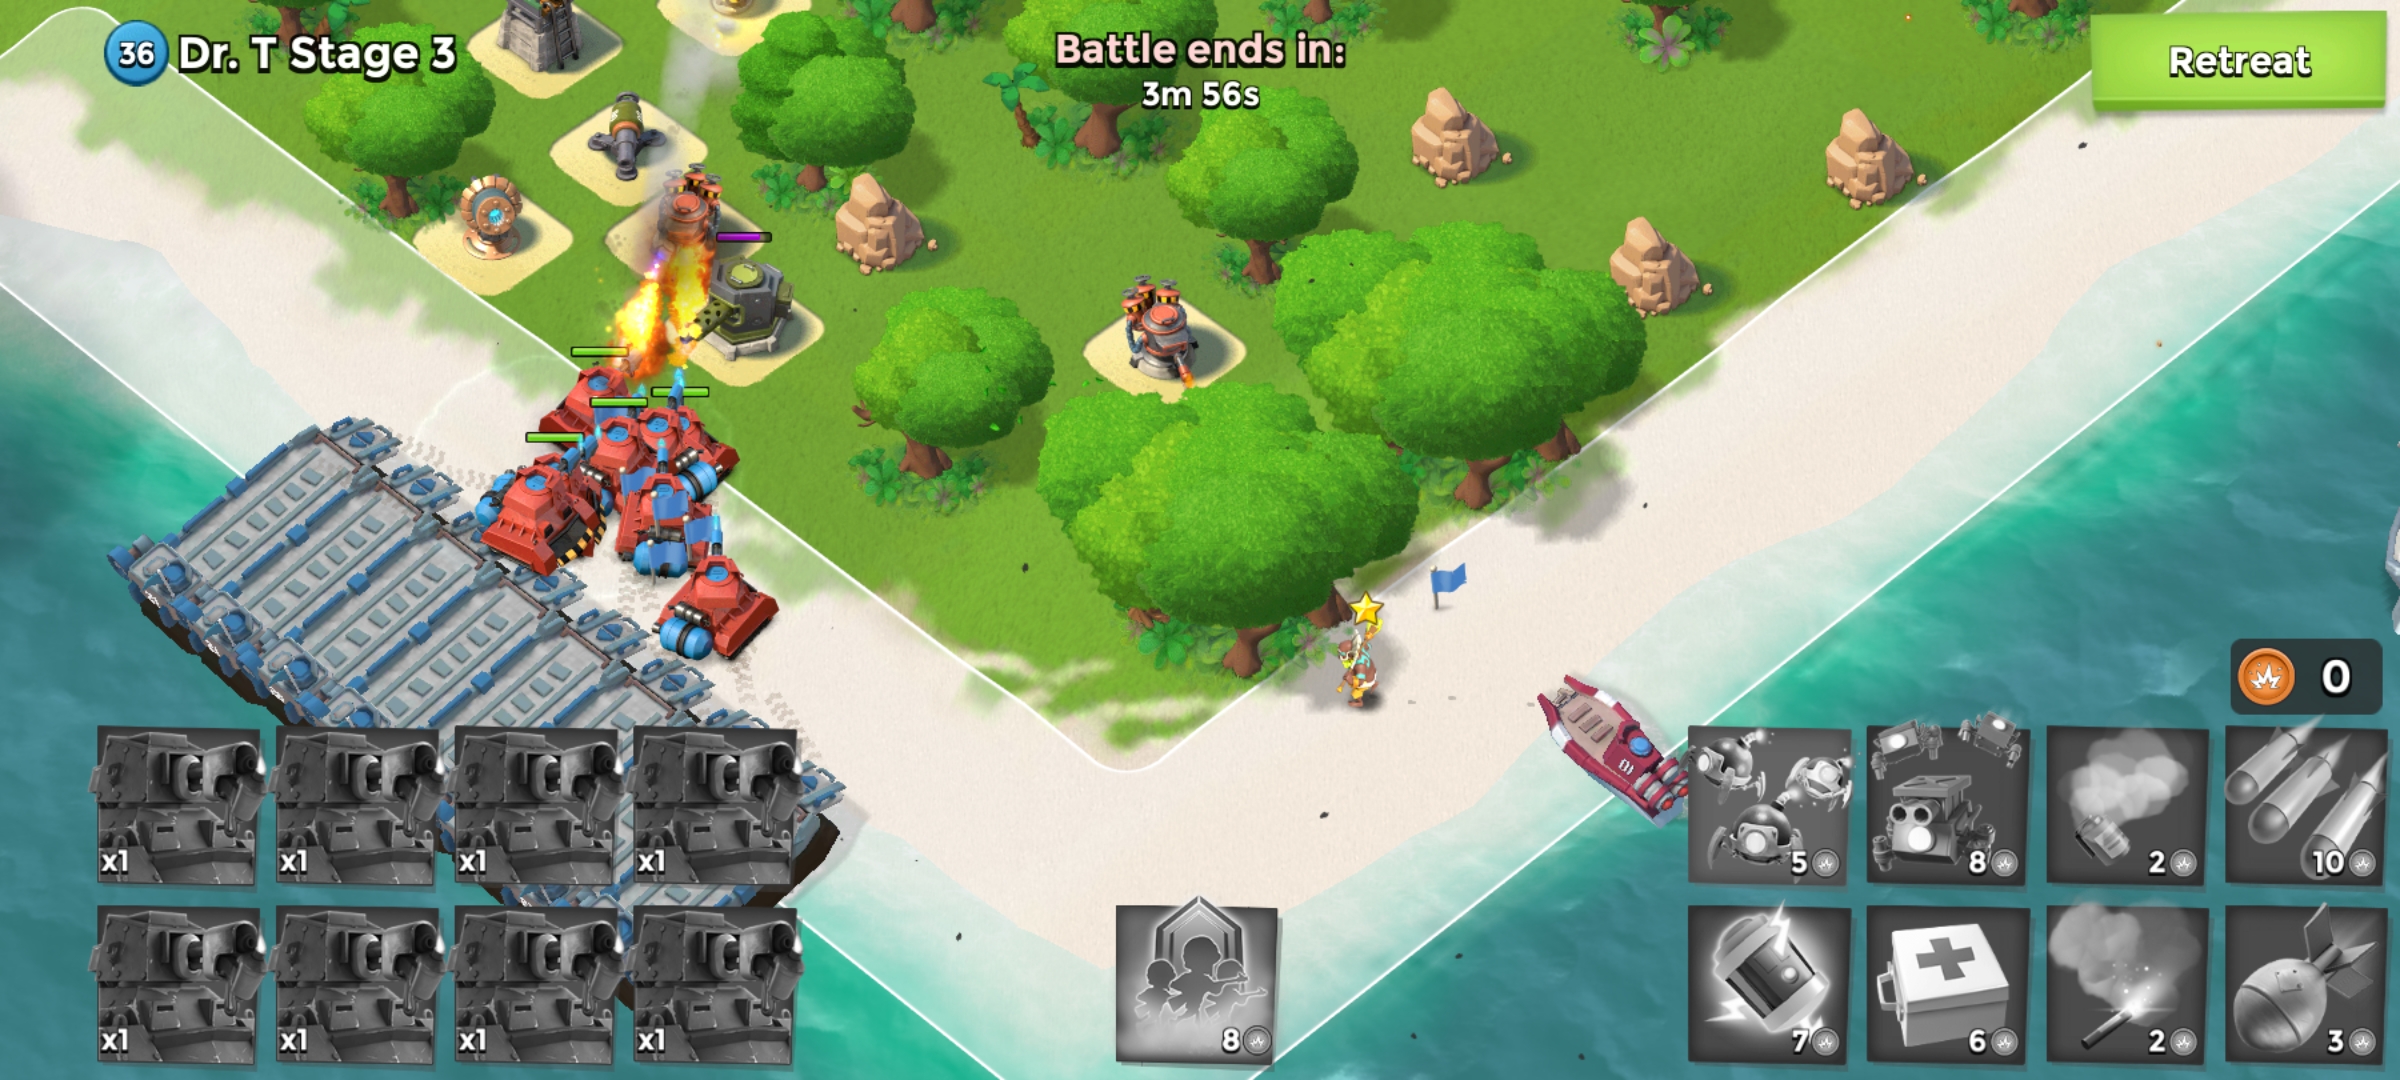 36 Dr. T Stage 3
Battle ends in:
3m 56s
Retreat
0
x1 x1 x1 x1
5 8 2 10
x1 x1 x1 x1
8
7 6 2 3